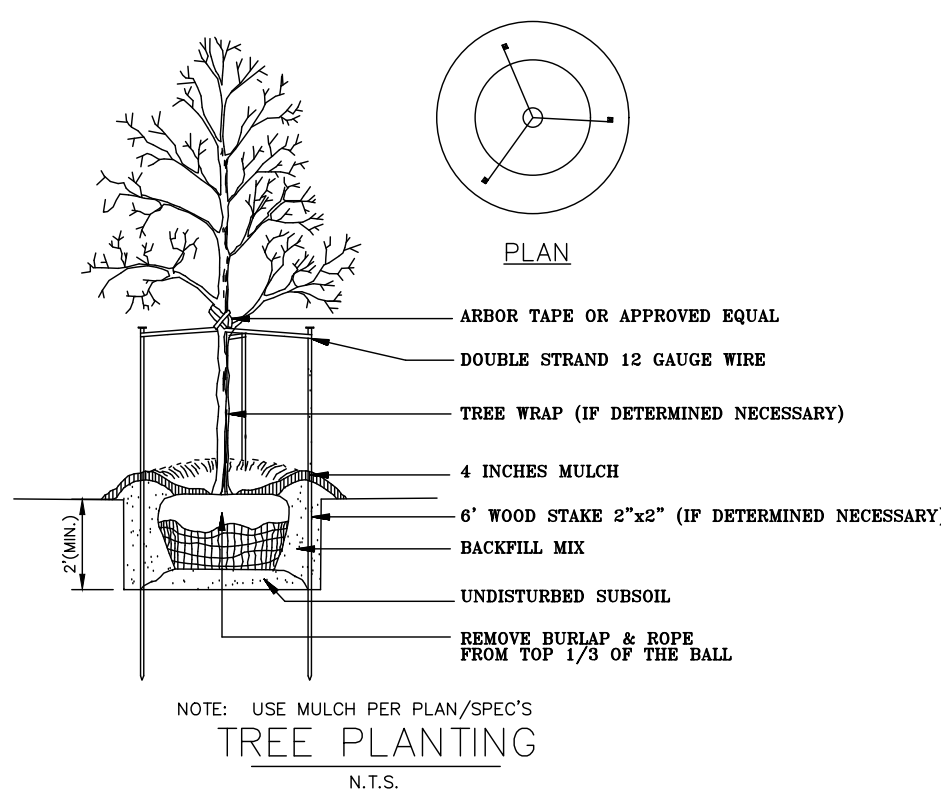 PLAN
ARBOR TAPE OR APPROVED EQUAL
DOUBLE STRAND 12 GAUGE WIRE
TREE WRAP (IF DETERMINED NECESSARY)
4 INCHES MULCH
6' WOOD STAKE 2"x2" (IF DETERMINED NECESSARY)
BACKFILL MIX
2'(MIN.)
UNDISTURBED SUBSOIL
REMOVE BURLAP & ROPE
FROM TOP 1/3 OF THE BALL
NOTE: USE MULCH PER PLAN/SPEC'S
TREE PLANTING
N.T.S.